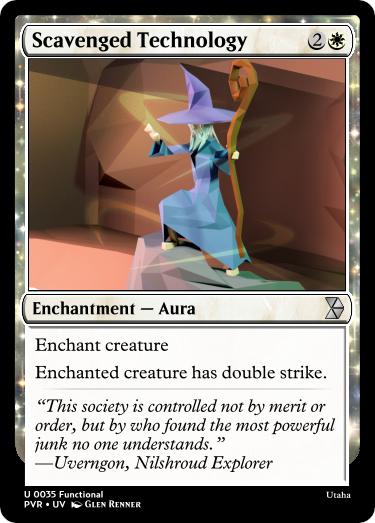 Scavenged Technology 2
Enchantment — Aura
Enchant creature
Enchanted creature has double strike.
“This society is controlled not by merit or
order, but by who found the most powerful
junk no one understands.”
—Uverngon, Nilshroud Explorer
U 0035 Functional
PVR • UV Glen Renner
Utaha